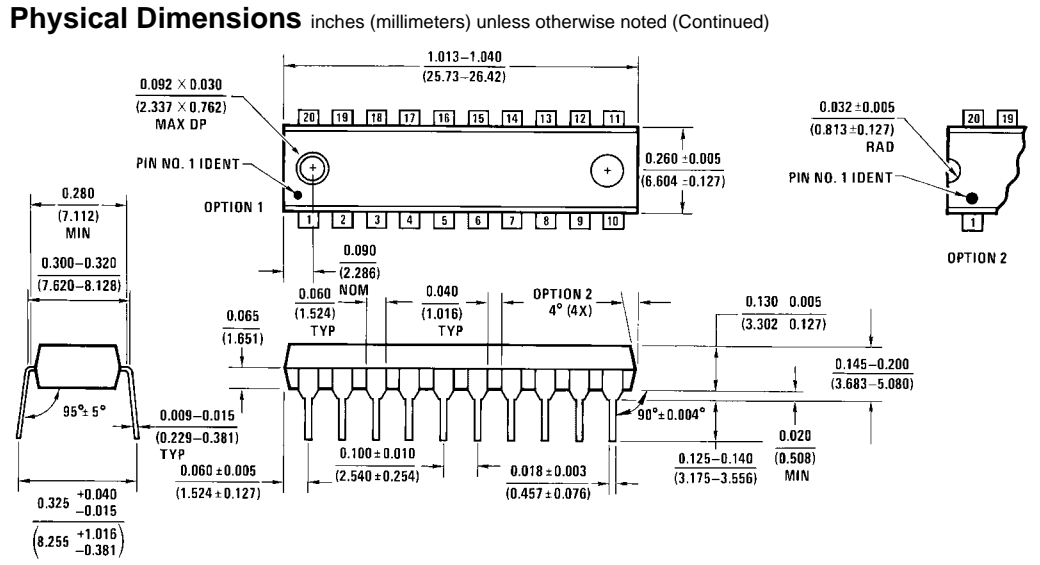 Physical Dimensions inches (millimeters) unless otherwise noted (Continued)
1.013–1.040
(25.73–26.42)
0.092 × 0.030
(2.337 × 0.762)
MAX DP
20 19 18 17 16 15 14 13 12 11
PIN NO. 1 IDENT
OPTION 1
1 2 3 4 5 6 7 8 9 10
0.260 ±0.005
(6.604 ±0.127)
0.032 ±0.005
(0.813 ±0.127)
RAD
20 19
PIN NO. 1 IDENT
1
OPTION 2
0.280
(7.112)
MIN
0.300–0.320
(7.620–8.128)
0.090
(2.286)
NOM
0.060
(1.524)
TYP
0.040
(1.016)
TYP
OPTION 2
4° (4X)
0.130 0.005
(3.302 0.127)
0.065
(1.651)
0.145–0.200
(3.683–5.080)
95°± 5°
0.009–0.015
(0.229–0.381)
TYP
90°±0.004°
0.020
(0.508)
MIN
0.125–0.140
(3.175–3.556)
0.100 ±0.010
(2.540 ±0.254)
0.018 ±0.003
(0.457 ±0.076)
0.060 ±0.005
(1.524 ±0.127)
0.325 +0.040
−0.015
(8.255 +1.016
−0.381)